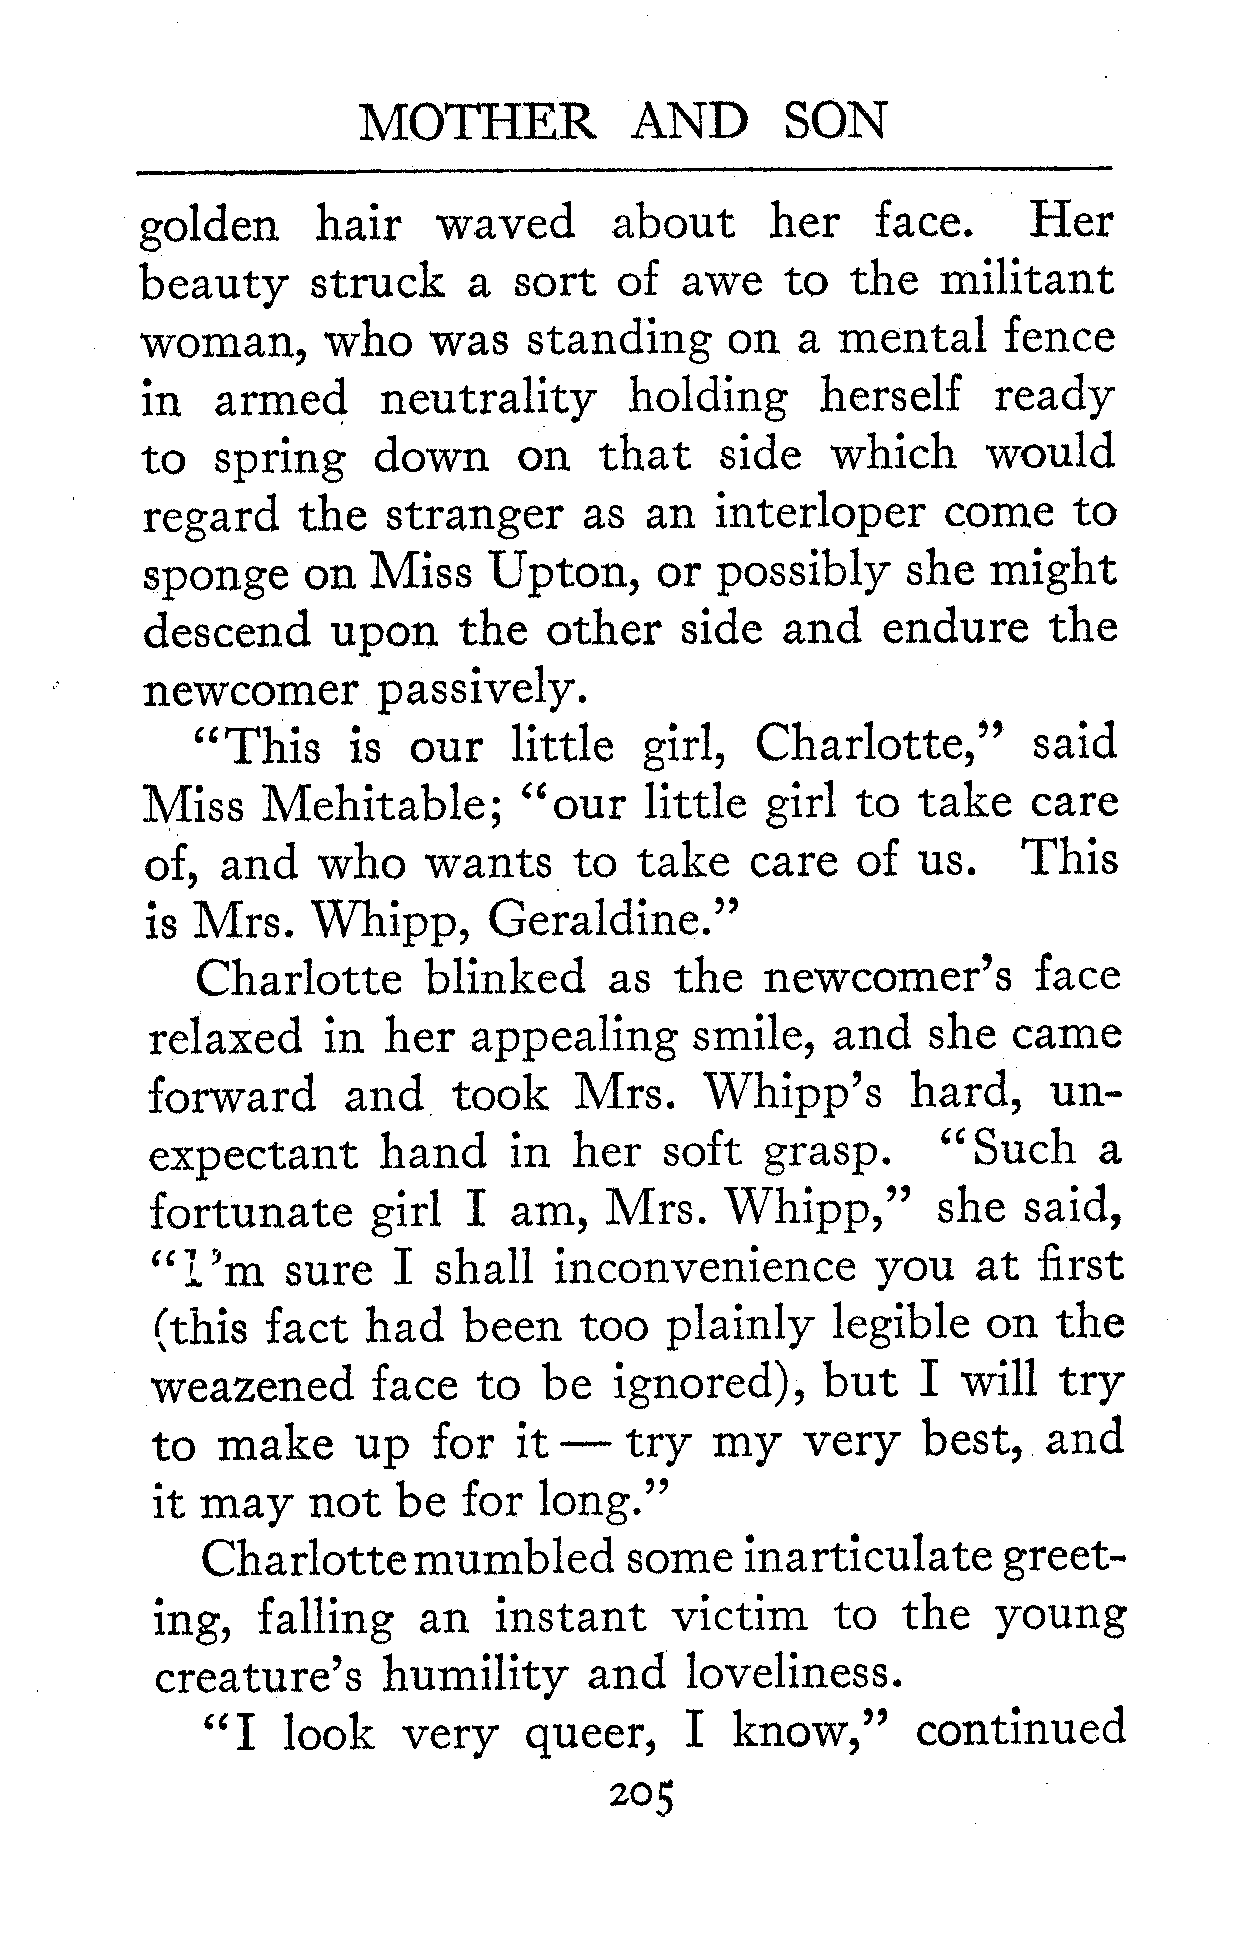 MOTHER AND SON
golden hair waved about her face. Her
beauty struck a sort of awe to the militant
woman, who was standing on a mental fence
in armed neutrality holding herself ready
to spring down on that side which would
regard the stranger as an interloper come to
sponge on Miss Upton, or possibly she might
descend upon the other side and endure the
newcomer passively.
“This is our little girl, Charlotte,” said
Miss Mehitable; “our little girl to take care
of, and who wants to take care of us. This
is Mrs. Whipp, Geraldine.”
Charlotte blinked as the newcomer’s face
relaxed in her appealing smile, and she came
forward and took Mrs. Whipp’s hard, un-
expectant hand in her soft grasp. “Such a
fortunate girl I am, Mrs. Whipp,” she said,
“I’m sure I shall inconvenience you at first
(this fact had been too plainly legible on the
weazened face to be ignored), but I will try
to make up for it — try my very best, and
it may not be for long.”
Charlotte mumbled some inarticulate greet-
ing, falling an instant victim to the young
creature’s humility and loveliness.
“I look very queer, I know,” continued
205